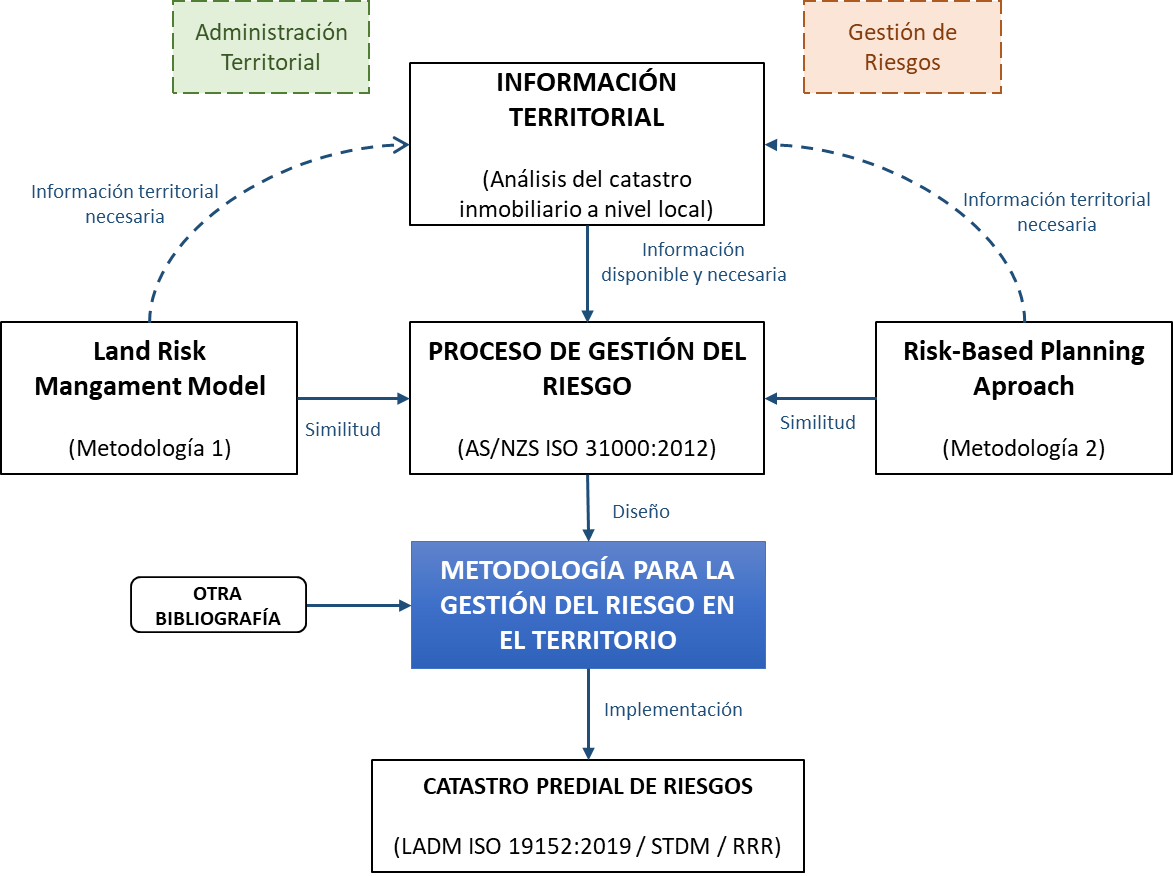 Administración
Territorial
Gestión de
Riesgos
INFORMACIÓN
TERRITORIAL
(Análisis del catastro
inmobiliario a nivel local)
Información territorial
necesaria
Información territorial
necesaria
Información
disponible y necesaria
Land Risk
Mangament Model
(Metodología 1)
Similitud
PROCESO DE GESTIÓN DEL
RIESGO
(AS/NZS ISO 31000:2012)
Similitud
Risk-Based Planning
Aproach
(Metodología 2)
Diseño
OTRA
BIBLIOGRAFÍA
METODOLOGÍA PARA LA
GESTIÓN DEL RIESGO EN
EL TERRITORIO
Implementación
CATASTRO PREDIAL DE RIESGOS
(LADM ISO 19152:2019 / STDM / RRR)